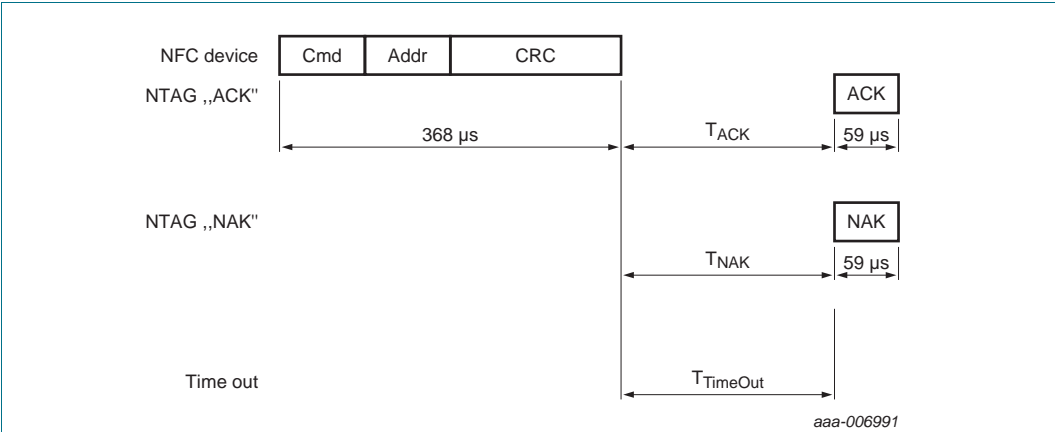 NFC device Cmd Addr CRC
NTAG ,,ACK" ACK
368 µs TACK 59 µs
NTAG ,,NAK" NAK
TNAK 59 µs
Time out TTimeOut
aaa-006991